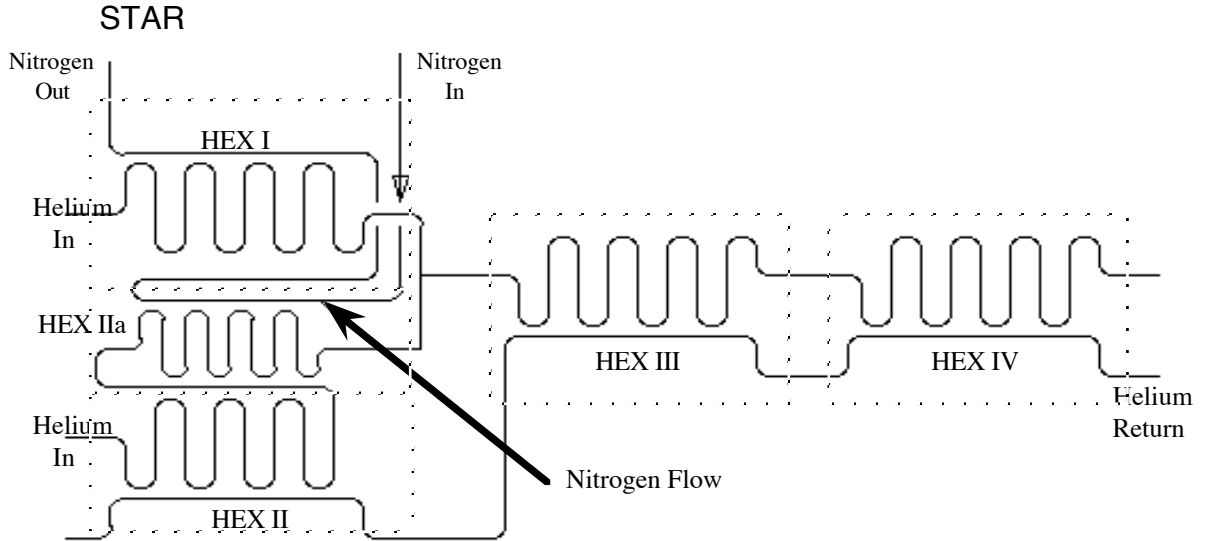 STAR
Nitrogen
Out
Nitrogen
In
HEX I
Helium
In
HEX IIa
HEX III
HEX IV
Helium
Return
Helium
In
Nitrogen Flow
HEX II